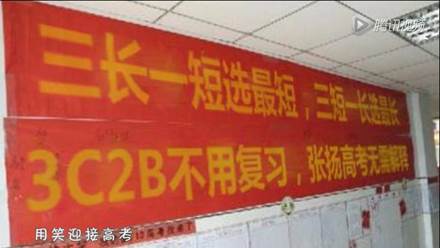 腾讯视频
三长一短选最短，三短一长选最长
3C2B不用复习，张扬高考无需解释
用笑迎接高考